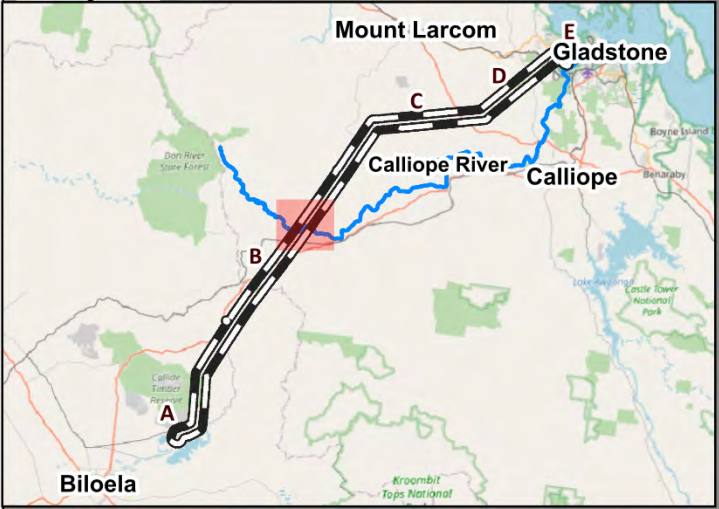 E
Mount Larcom
Gladstone
D
C
Boyne Island
Don River
State Forest
Calliope River
Calliope
Benaraby
B
Lake Awoonga
Castle Tower
National
Park
Callide
Timber
Reserve
A
Biloela
Kroombit
Tops National